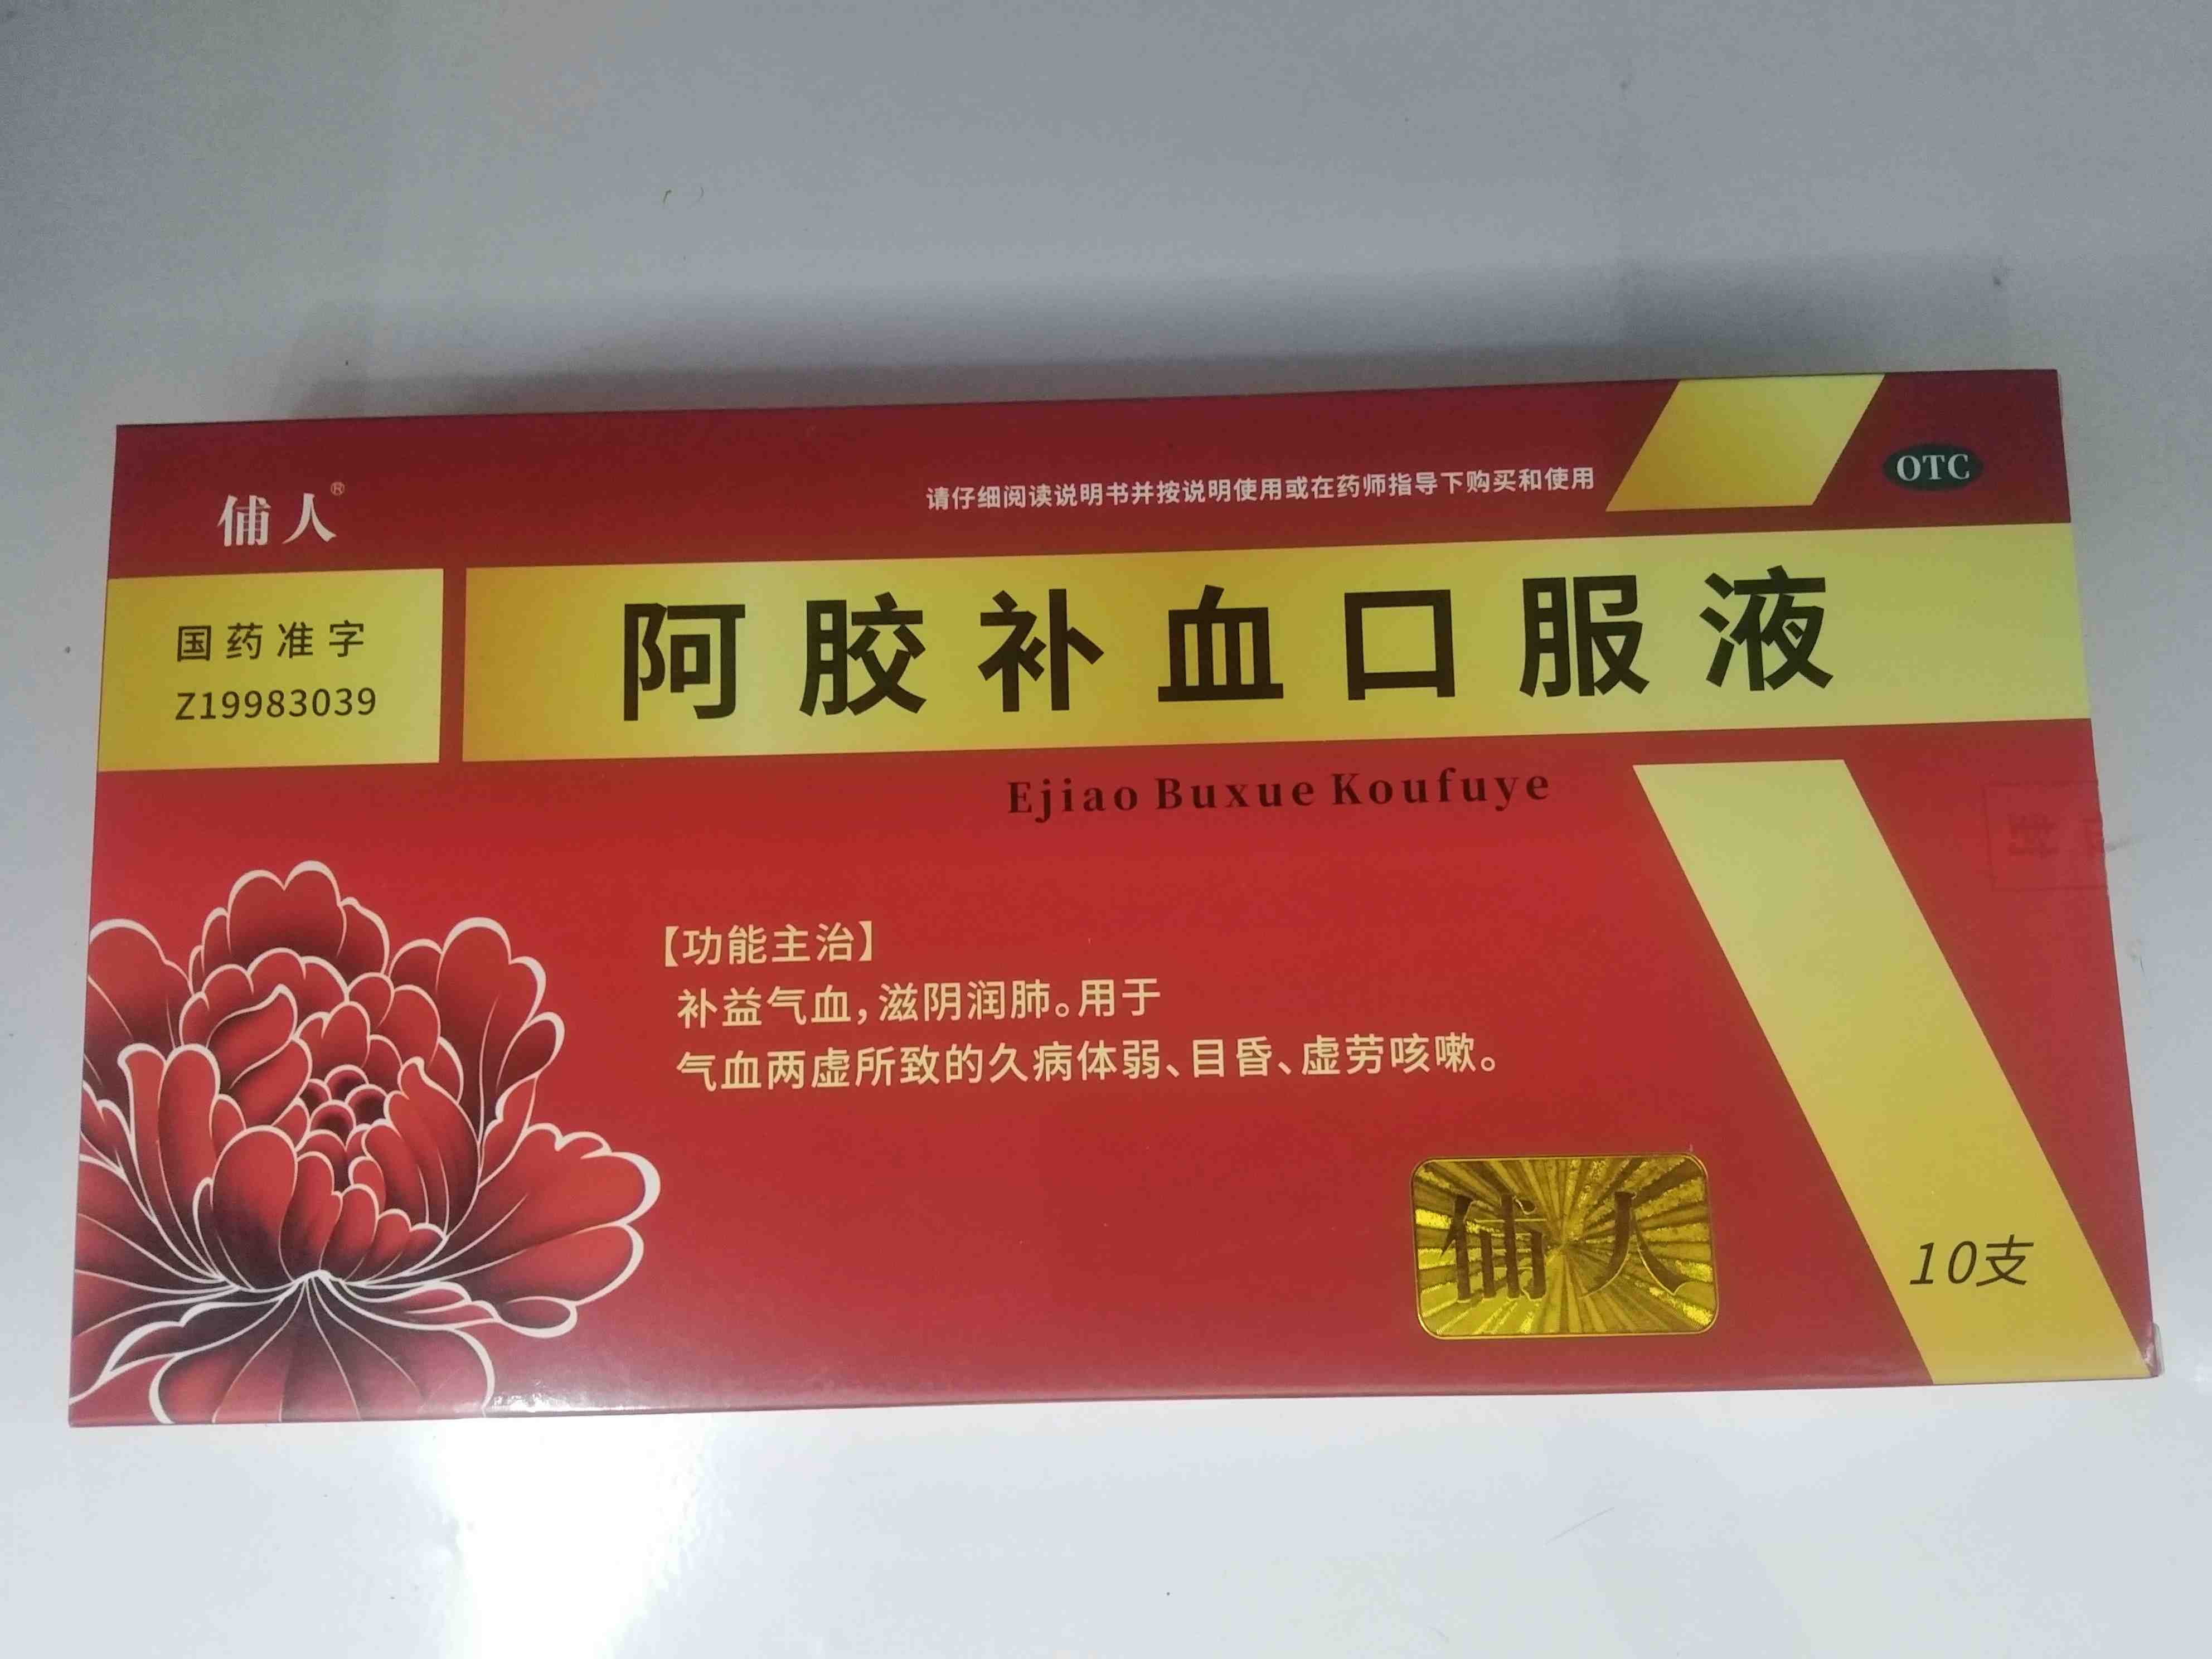 俌人®
请仔细阅读说明书并按说明使用或在药师指导下购买和使用
OTC
国药准字
Z19983039
阿胶补血口服液
Ejiao Buxue Koufuye
【功能主治】
补益气血，滋阴润肺。用于
气血两虚所致的久病体弱、目昏、虚劳咳嗽。
俌人
10支